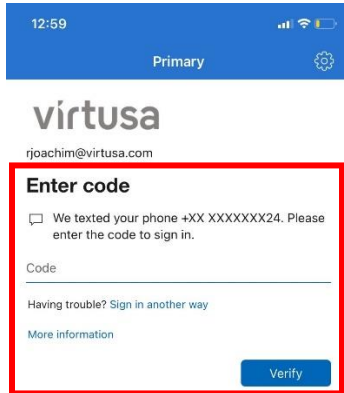 12:59
Primary
vírtusa
rjoachim@virtusa.com
Enter code
We texted your phone +XX XXXXXXX24. Please
enter the code to sign in.
Code
Having trouble? Sign in another way
More information
Verify